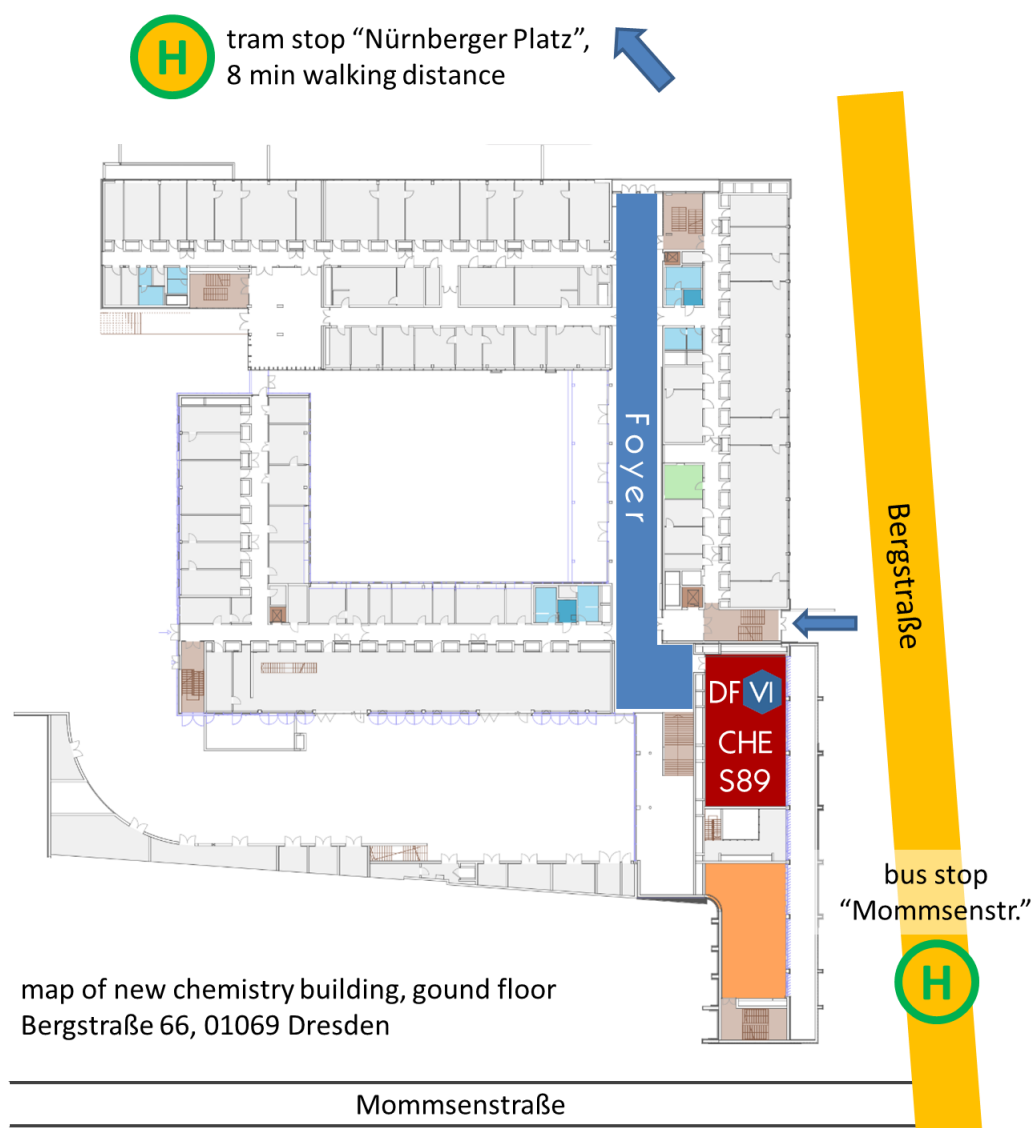 H
tram stop “Nürnberger Platz”,
8 min walking distance
Foyer
Bergstraße
DF VI
CHE
S89
bus stop
“Mommsenstr.”
H
map of new chemistry building, gound floor
Bergstraße 66, 01069 Dresden
Mommsenstraße